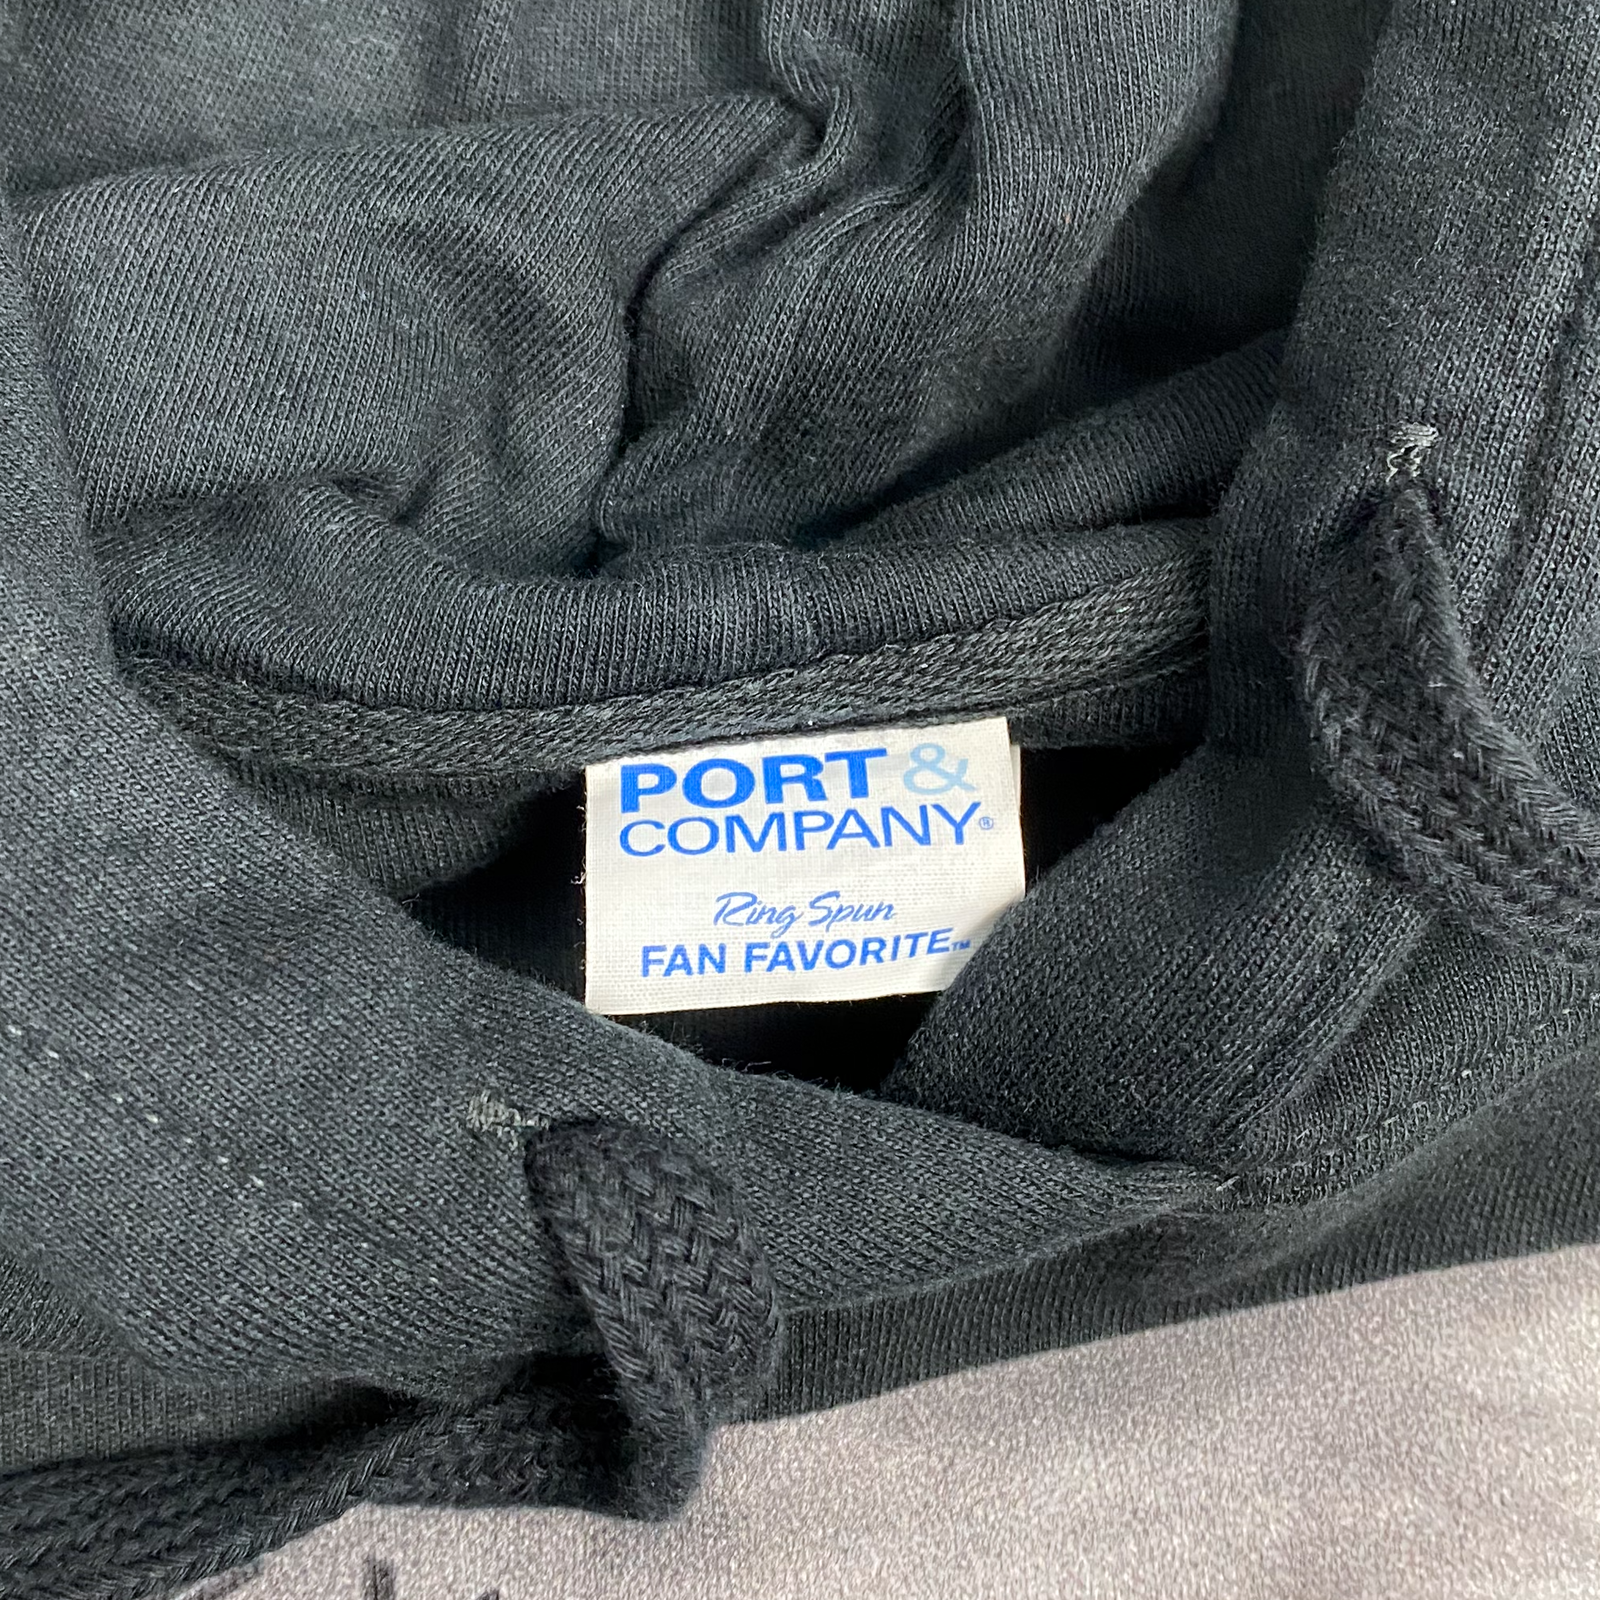 PORT &
COMPANY®
Ring Spun
FAN FAVORITE™